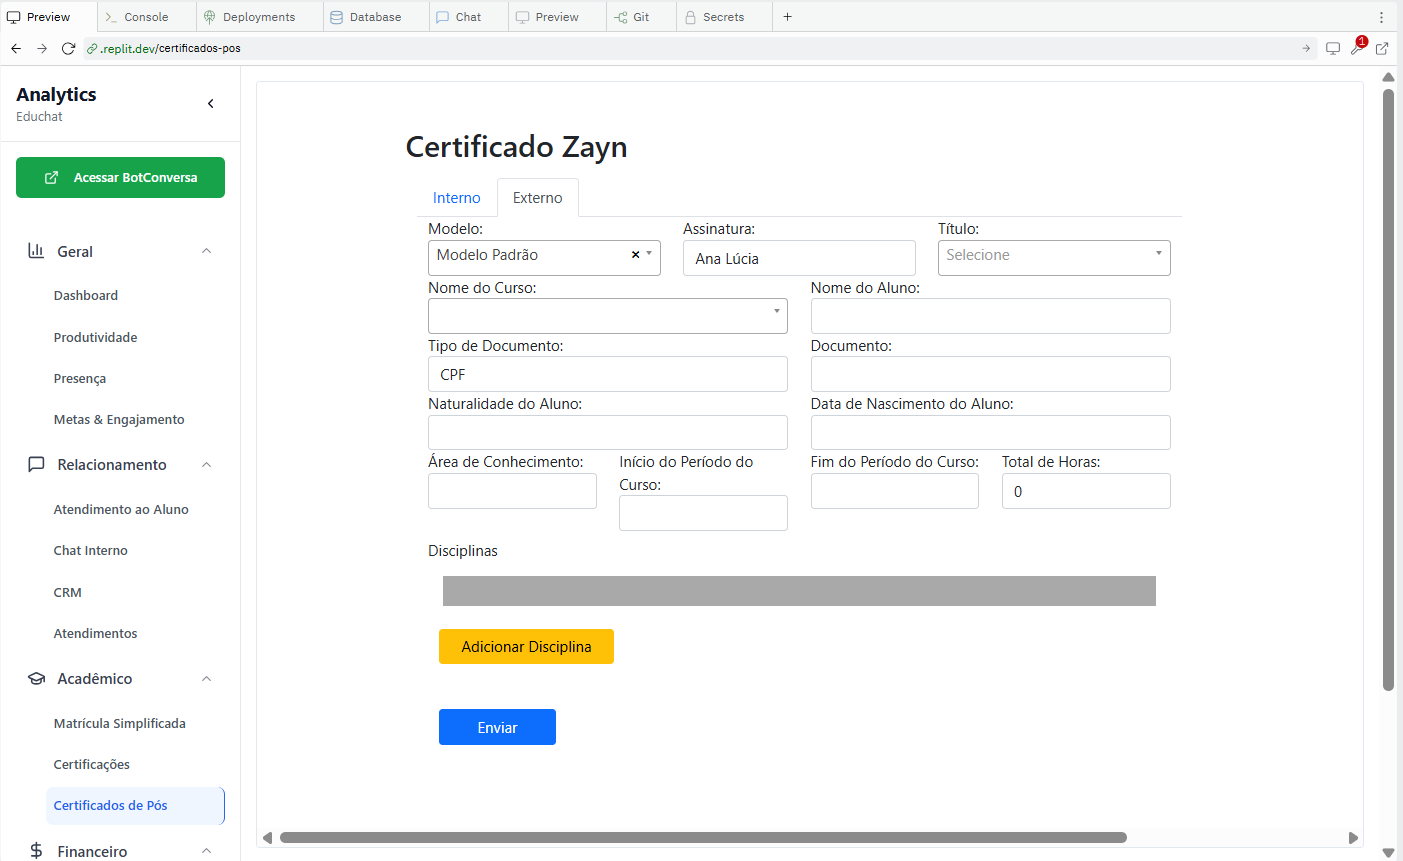 Preview
Console
Deployments
Database
Chat
Preview
Git
Secrets
.replit.dev/certificados-pos
1
Analytics
Educhat
Acessar BotConversa
Geral
Dashboard
Produtividade
Presença
Metas & Engajamento
Relacionamento
Atendimento ao Aluno
Chat Interno
CRM
Atendimentos
Acadêmico
Matrícula Simplificada
Certificações
Certificados de Pós
Financeiro
Certificado Zayn
Interno
Externo
Modelo:
Modelo Padrão
Assinatura:
Ana Lúcia
Título:
Selecione
Nome do Curso:
Nome do Aluno:
Tipo de Documento:
CPF
Documento:
Naturalidade do Aluno:
Data de Nascimento do Aluno:
Área de Conhecimento:
Início do Período do
Curso:
Fim do Período do Curso:
Total de Horas:
0
Disciplinas
Adicionar Disciplina
Enviar